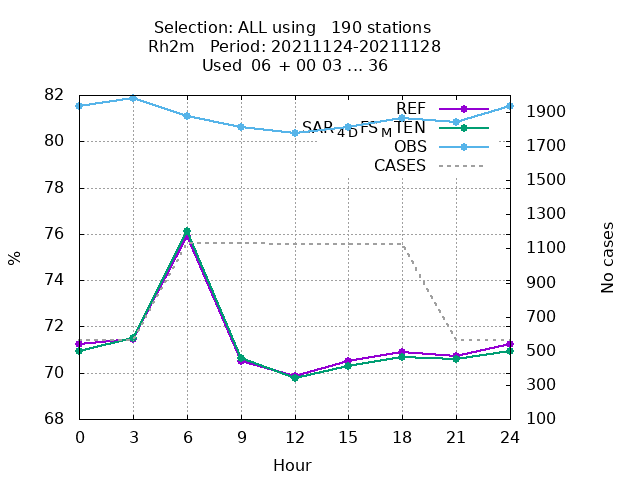 Selection: ALL using   190 stations
Rh2m   Period: 20211124-20211128
Used  06 + 00 03 ... 36
REF
SAR₄DFSMTEN
OBS
CASES
82
80
78
76
74
72
70
68
%
1900
1700
1500
1300
1100
900
700
500
300
100
No cases
0 3 6 9 12 15 18 21 24
Hour